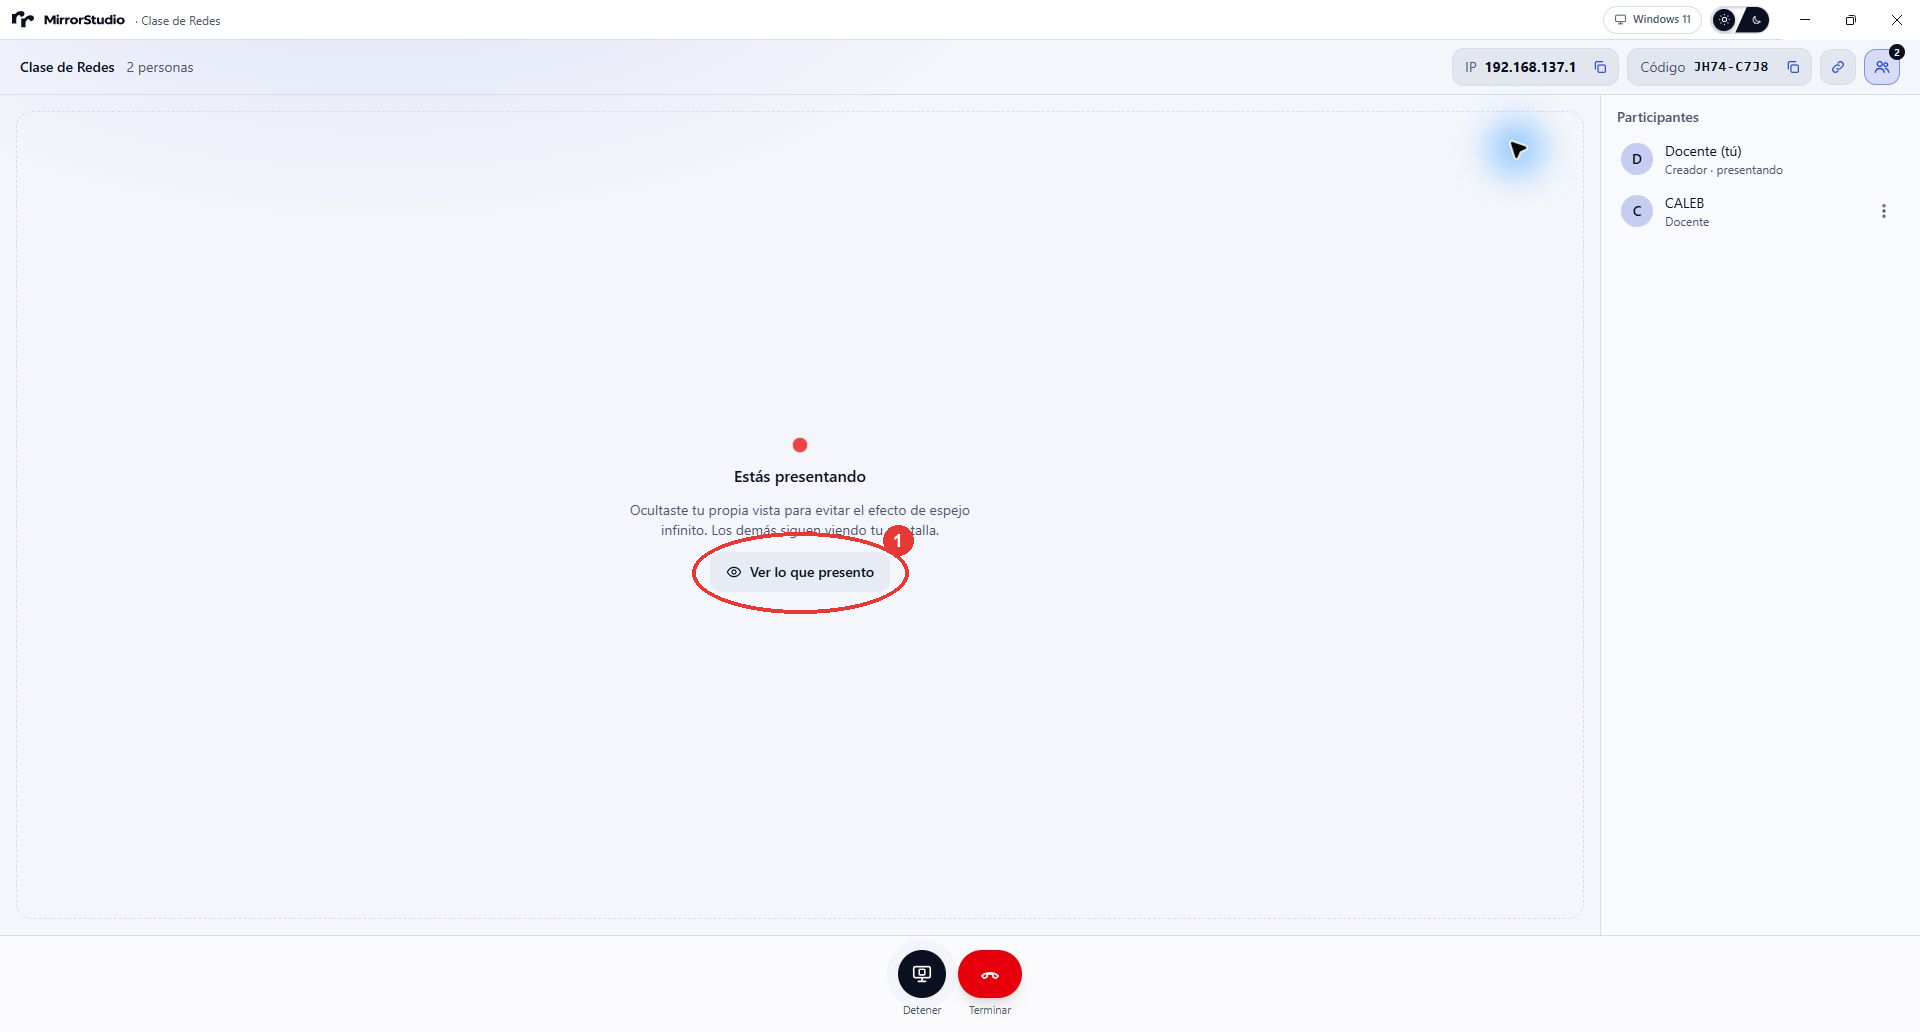 MirrorStudio · Clase de Redes
Windows 11
Clase de Redes 2 personas
IP 192.168.137.1
Código JH74-C7J8
2
Participantes
D
Docente (tú)
Creador · presentando
C
CALEB
Docente
Estás presentando
Ocultaste tu propia vista para evitar el efecto de espejo
infinito. Los demás siguen viendo tu talla.
1
Ver lo que presento
Detener
Terminar